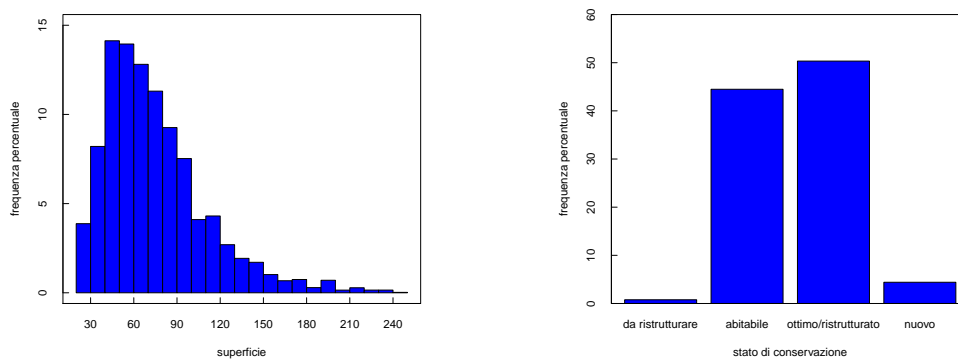 frequenza percentuale
15
10
5
0
30 60 90 120 150 180 210 240
superficie
frequenza percentuale
60
50
40
30
20
10
0
da ristrutturare abitabile ottimo/ristrutturato nuovo
stato di conservazione